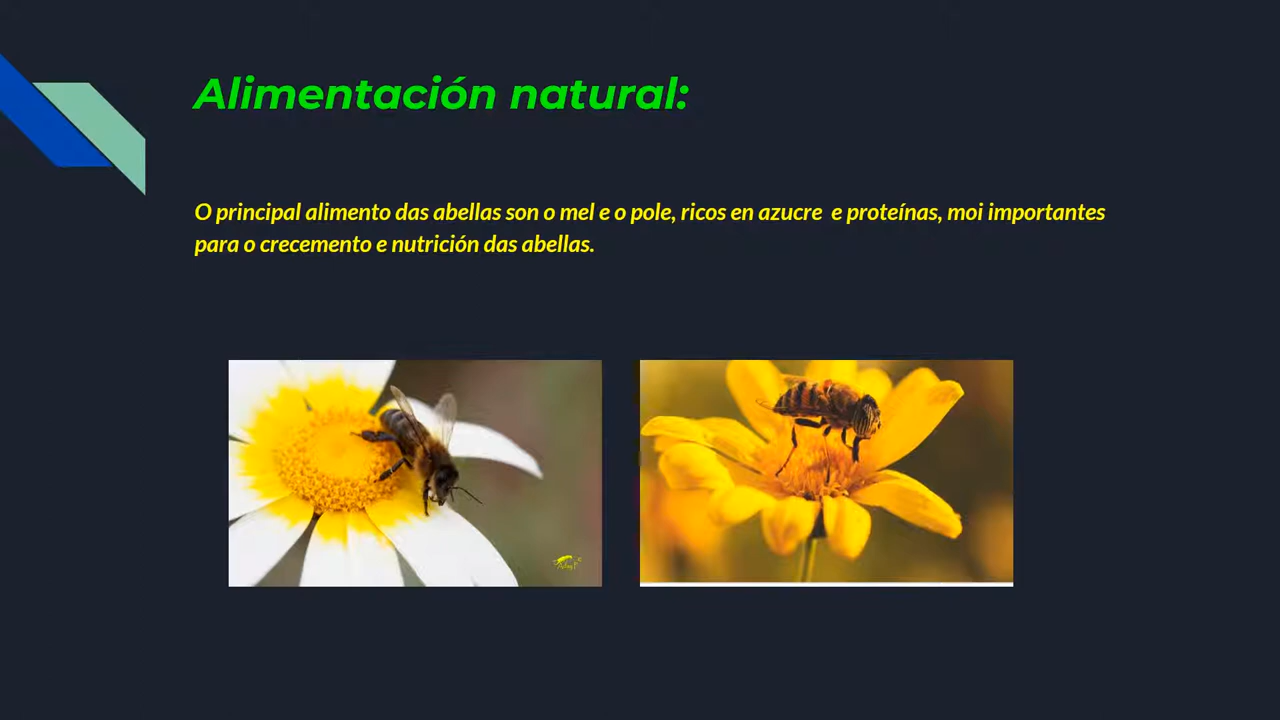 Alimentación natural:
O principal alimento das abellas son o mel e o pole, ricos en azucre e proteínas, moi importantes
para o crecemento e nutrición das abellas.